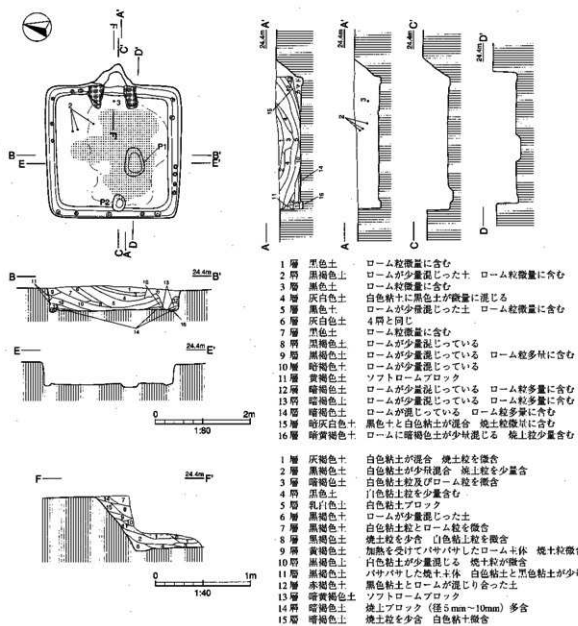 A'
F
C'
D'
2
3
F'
P1
P2
B
B'
E
E'
C
A
D
24.4m A'
24.4m A'
24.4m C'
24.4m D'
A
A
C
D
B
24.4m B'
E
24.4m E'
0 2m
1:80
F
24.4m F'
0 1m
1:40
1層 黒色土 ローム粒微量に含む
2層 黒褐色土 ロームが少量混じった土 ローム粒微量に含む
3層 黒色土 ローム粒微量に含む
4層 灰白色土 白色粘土に黒色土が微量に混じる
5層 黒色土 ロームが少量混じった土 ローム粒微量に含む
6層 灰白色土 4層と同じ
7層 黒色土 ローム粒微量に含む
8層 黒褐色土 ロームが少量混じっている
9層 黒褐色土 ロームが少量混じっている ローム粒多量に含む
10層 暗褐色土 ロームが少量混じっている
11層 黄褐色土 ソフトロームブロック
12層 暗褐色土 ロームが少量混じっている ローム粒多量に含む
13層 暗褐色土 ロームが少量混じっている ローム粒多量に含む
14層 暗褐色土 ロームが混じっている ローム粒多量に含む
15層 暗灰白色土 黒色土と白色粘土が混合 焼土粒微量に含む
16層 暗黄褐色土 ロームに暗褐色土が少量混じる 焼土粒少量含む
1層 灰褐色土 白色粘土が混合 焼土粒を微含
2層 黒褐色土 白色粘土が少量混合 焼土粒を少量含
3層 暗褐色土 白色粘土粒及びローム粒を微含
4層 黒色土 白色粘土粒を少量含む
5層 乳白色土 白色粘土ブロック
6層 黒褐色土 ロームが少量混じった土
7層 黒褐色土 白色粘土粒とローム粒を微含
8層 黒褐色土 焼土粒を少含 白色粘土粒を微含
9層 黄褐色土 加熱を受けてバサバサしたローム主体 焼土粒微含
10層 黒褐色土 白色粘土が少量混じる 焼土粒が微含
11層 黒褐色土 バサバサした焼土主体 白色粘土と黒色粘土が少
12層 赤褐色土 黒色粘土とロームが混じり合った土
13層 暗黄褐色土 ソフトロームブロック
14層 暗褐色土 焼土ブロック(径5mm〜10mm)多含
15層 暗褐色土 焼土粒を少含 白色粘土微含